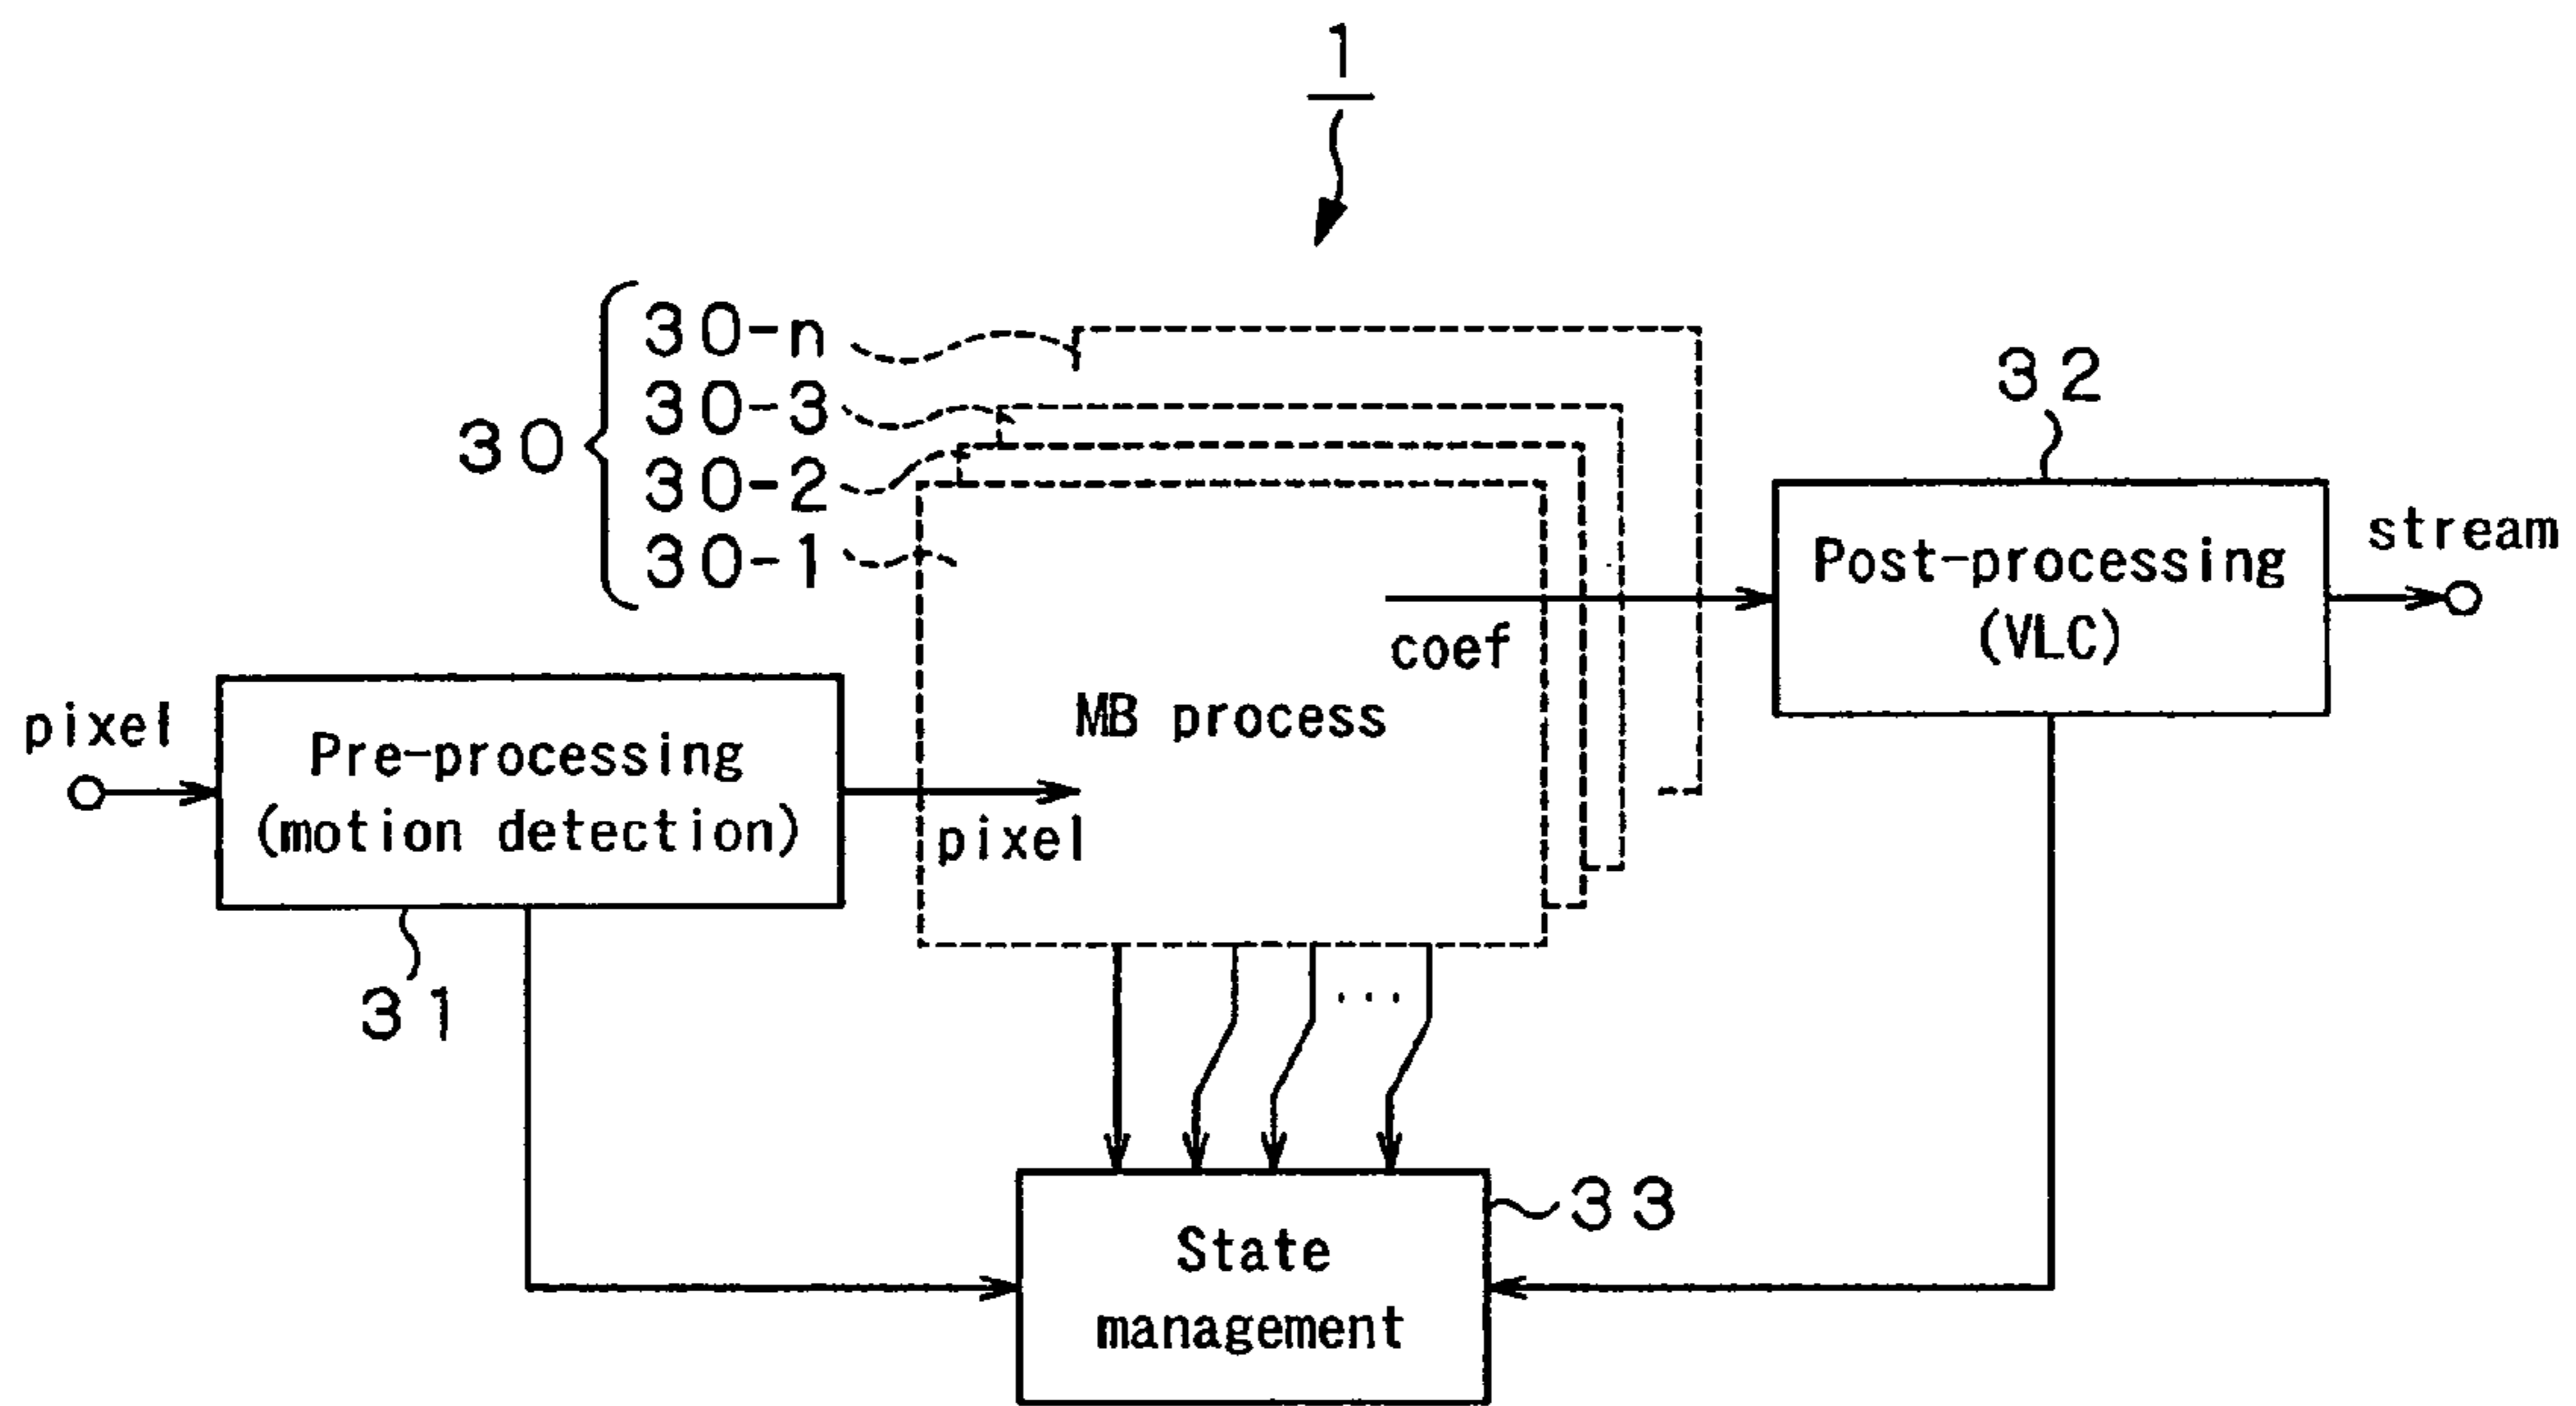 1
30-n
30-3
30
30-2
30-1
32
Post-processing
(VLC)
stream
coef
MB process
pixel
Pre-processing
(motion detection)
pixel
31
...
33
State
management